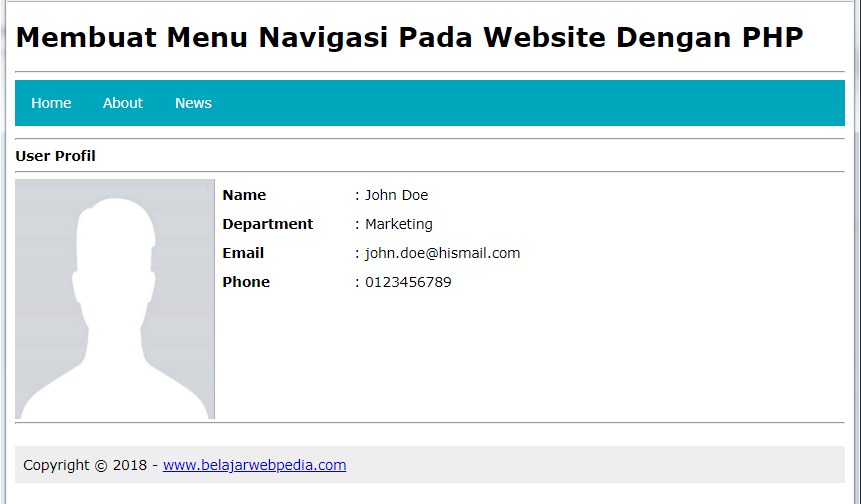 Membuat Menu Navigasi Pada Website Dengan PHP
Home About News
User Profil
Name : John Doe
Department : Marketing
Email : john.doe@hismail.com
Phone : 0123456789
Copyright © 2018 - www.belajarwebpedia.com